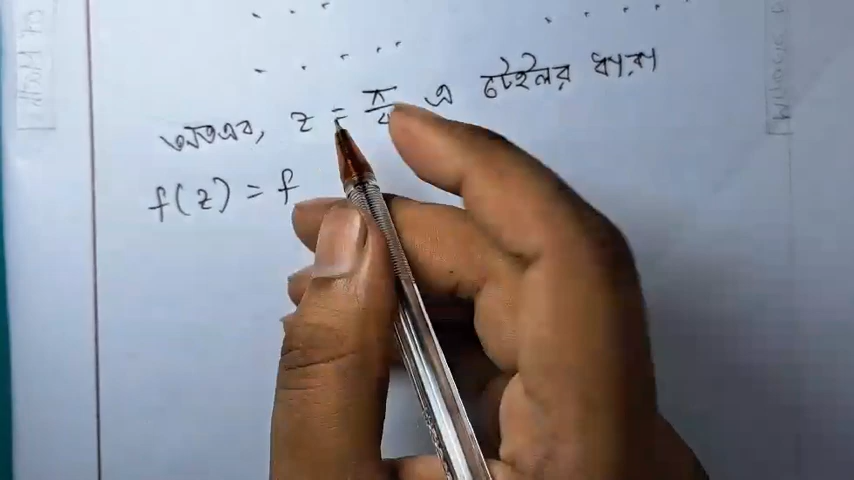 অতএব, z = π/4 এ টেইলর ধারা
f(z) = f